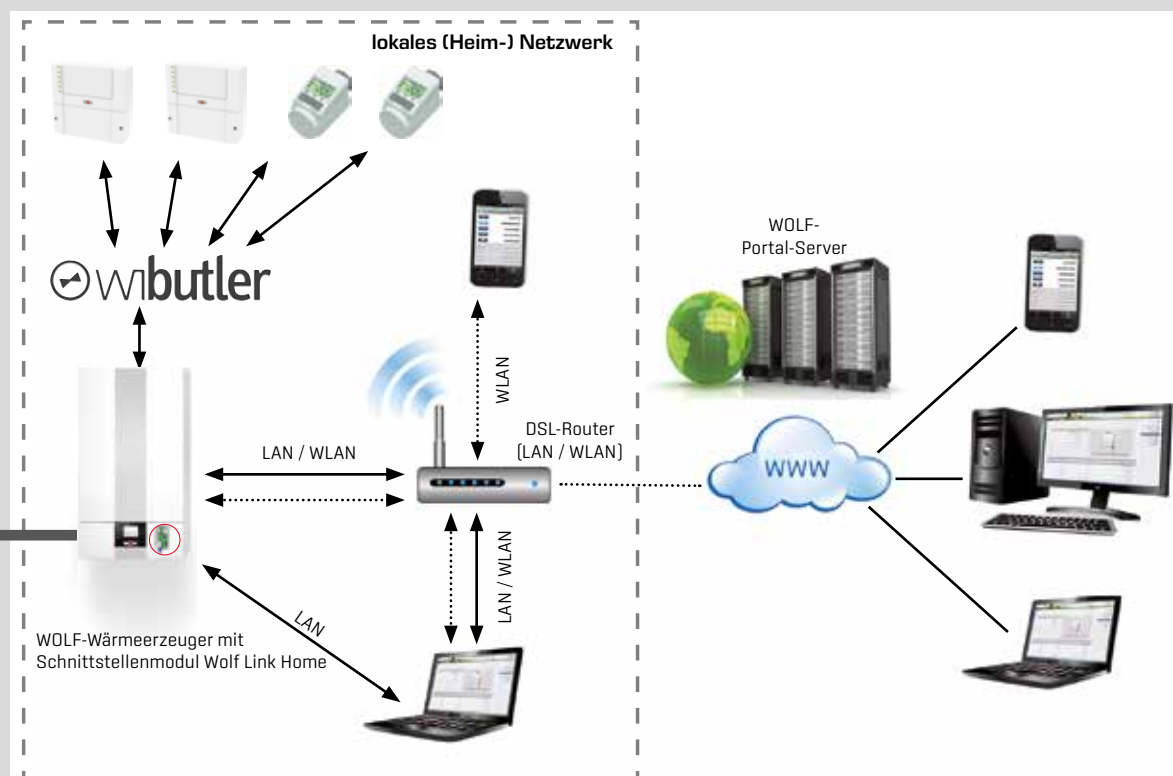 lokales (Heim-) Netzwerk
wibutler
WOLF-
Portal-Server
WLAN
DSL-Router
(LAN / WLAN)
LAN / WLAN
WWW
LAN / WLAN
LAN
WOLF-Wärmeerzeuger mit
Schnittstellenmodul Wolf Link Home